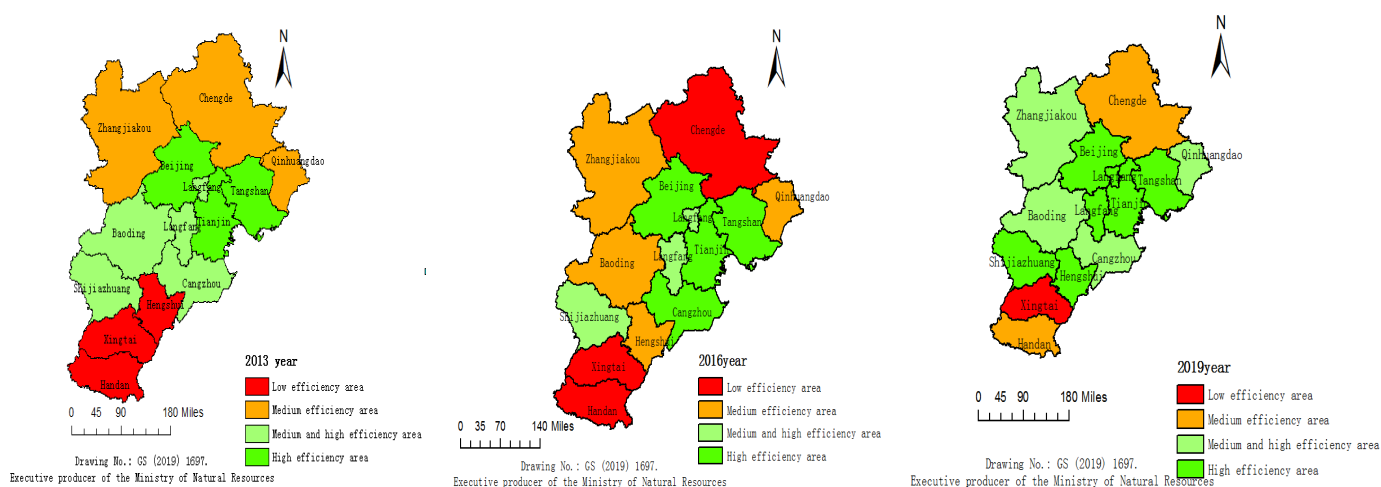 N
Chengde
Zhangjiakou
Qinhuangdao
Beijing
Langfang
Tangshan
Tianjin
Langfang
Baoding
Cangzhou
Shijiazhuang
Hengshui
Xingtai
Handan
2013 year
Low efficiency area
Medium efficiency area
Medium and high efficiency area
High efficiency area
0 45 90 180 Miles
Drawing No.: GS (2019) 1697.
Executive producer of the Ministry of Natural Resources
N
Chengde
Zhangjiakou
Beijing
Qinhuangdao
Langfang
Tangshan
Tianjin
Langfang
Baoding
Cangzhou
Shijiazhuang
Hengshui
Xingtai
Handan
2016year
Low efficiency area
Medium efficiency area
Medium and high efficiency area
High efficiency area
0 35 70 140 Miles
Drawing No.: GS (2019) 1697.
Executive producer of the Ministry of Natural Resources
N
Chengde
Zhangjiakou
Beijing
Qinhuangdao
Langfang
Tangshan
Tianjin
Langfang
Baoding
Cangzhou
Shijiazhuang
Hengshui
Xingtai
Handan
2019year
Low efficiency area
Medium efficiency area
Medium and high efficiency area
High efficiency area
0 45 90 180 Miles
Drawing No.: GS (2019) 1697.
Executive producer of the Ministry of Natural Resources